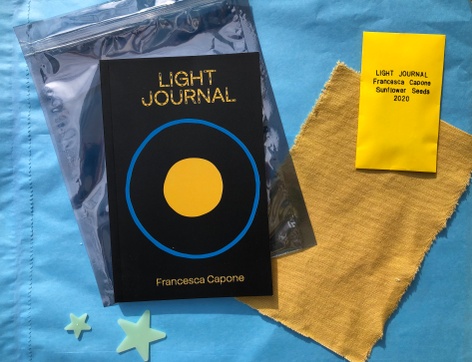 LIGHT
JOURNAL
Francesca Capone
LIGHT JOURNAL
Francesca Capone
Sunflower Seeds
2020